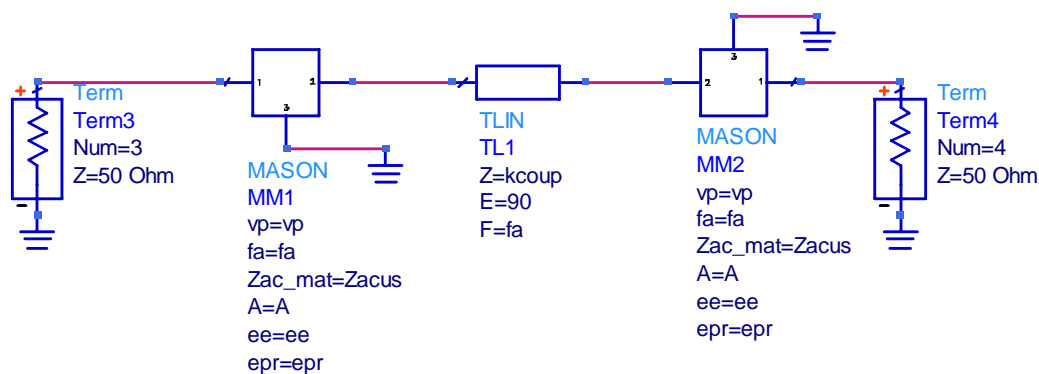 +
Term
Term3
Num=3
Z=50 Ohm
-
1
2
3
MASON
MM1
vp=vp
fa=fa
Zac_mat=Zacus
A=A
ee=ee
epr=epr
TLIN
TL1
Z=kcoup
E=90
F=fa
3
2
1
MASON
MM2
vp=vp
fa=fa
Zac_mat=Zacus
A=A
ee=ee
epr=epr
+
Term
Term4
Num=4
Z=50 Ohm
-